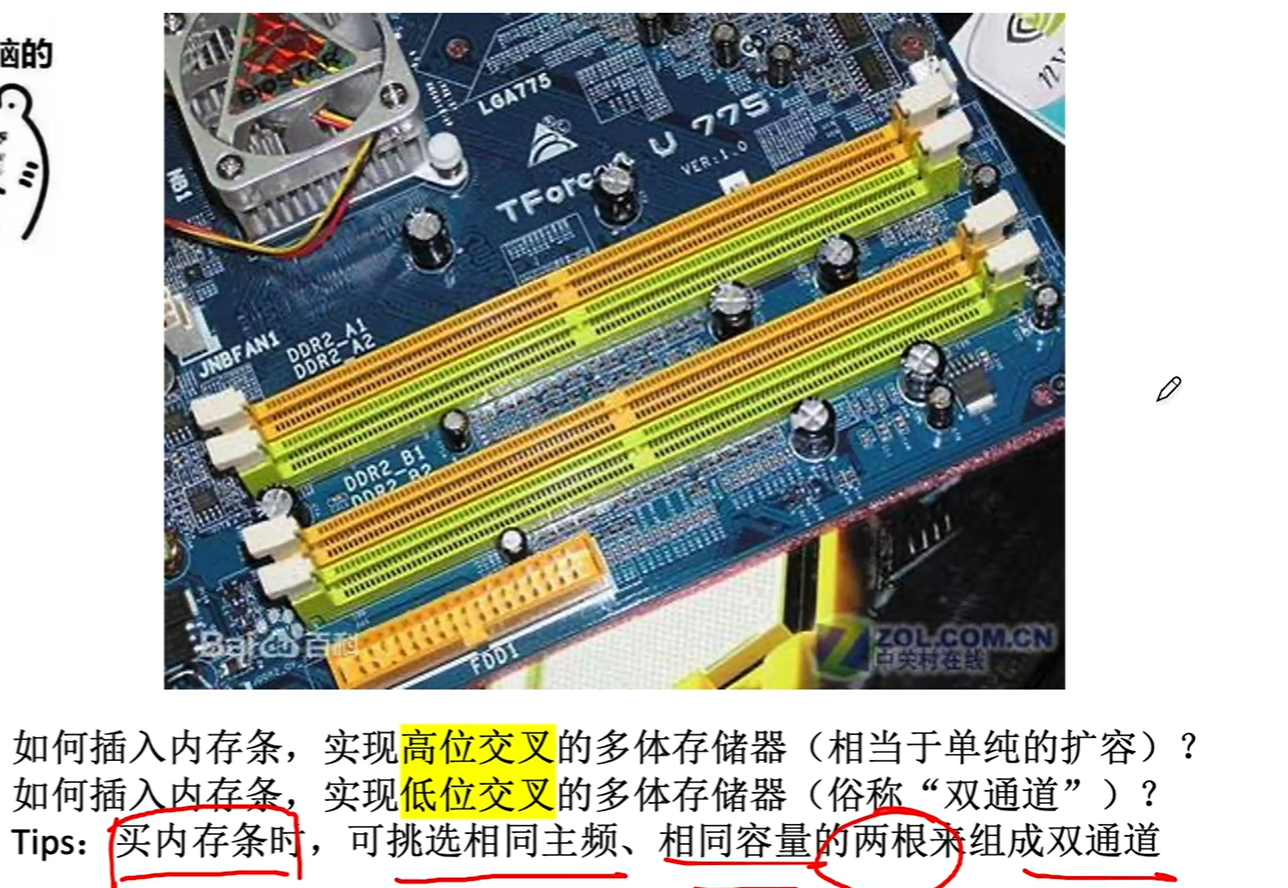 脑的
LGA775
TForce U 775
VER:1.0
NB1
JNBFAN1
DDR2_A1
DDR2_A2
DDR2_B1
DDR2_B2
FDD1
Baidu百科
ZOL.COM.CN
中关村在线
如何插入内存条，实现高位交叉的多体存储器（相当于单纯的扩容）？
如何插入内存条，实现低位交叉的多体存储器（俗称“双通道”）？
Tips：买内存条时，可挑选相同主频、相同容量的两根来组成双通道